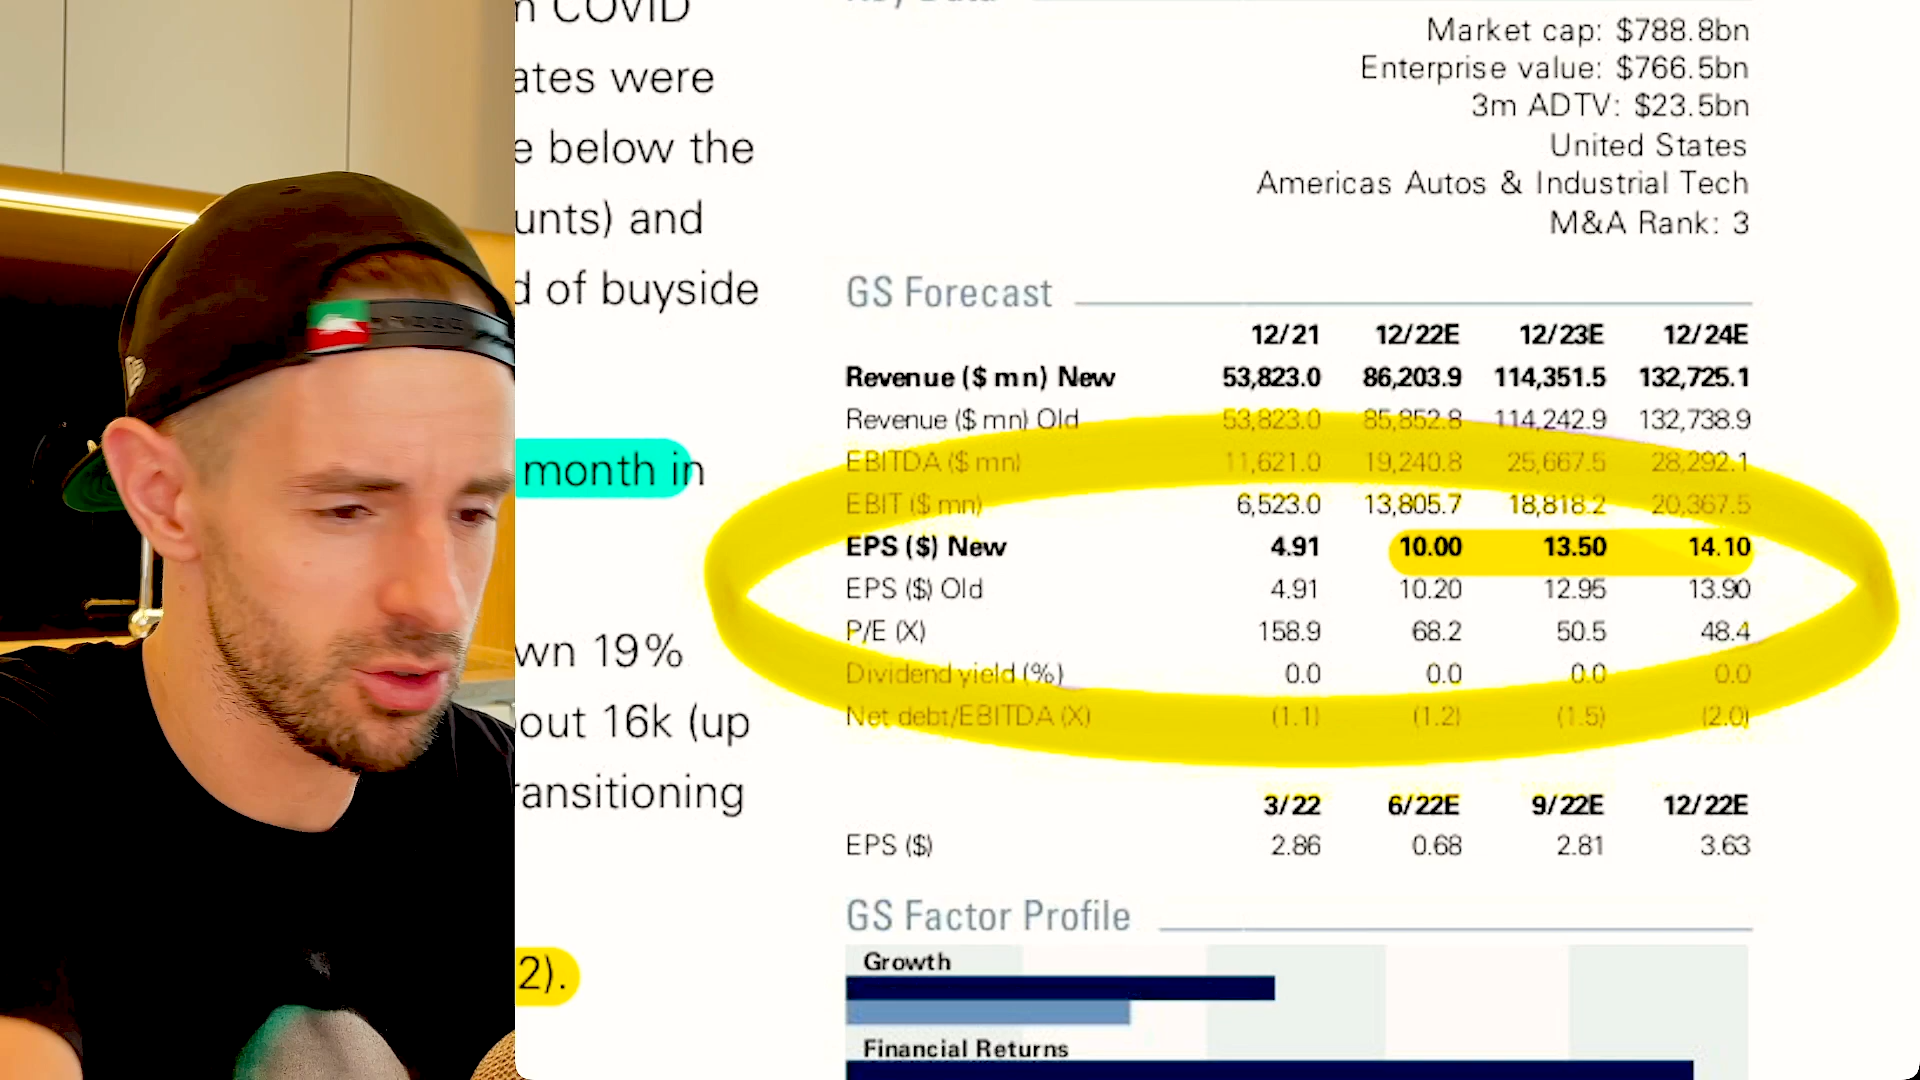 n COVID
ates were
e below the
unts) and
d of buyside
month in
wn 19%
out 16k (up
ransitioning
2).
Key Data
Market cap: $788.8bn
Enterprise value: $766.5bn
3m ADTV: $23.5bn
United States
Americas Autos & Industrial Tech
M&A Rank: 3
GS Forecast
12/21 12/22E 12/23E 12/24E
Revenue ($ mn) New 53,823.0 86,203.9 114,351.5 132,725.1
Revenue ($ mn) Old 53,823.0 85,852.8 114,242.9 132,738.9
EBITDA ($ mn) 11,621.0 19,240.8 25,667.5 28,292.1
EBIT ($ mn) 6,523.0 13,805.7 18,818.2 20,367.5
EPS ($) New 4.91 10.00 13.50 14.10
EPS ($) Old 4.91 10.20 12.95 13.90
P/E (X) 158.9 68.2 50.5 48.4
Dividend yield (%) 0.0 0.0 0.0 0.0
Net debt/EBITDA (X) (1.1) (1.2) (1.5) (2.0)
3/22 6/22E 9/22E 12/22E
EPS ($) 2.86 0.68 2.81 3.63
GS Factor Profile
Growth
Financial Returns